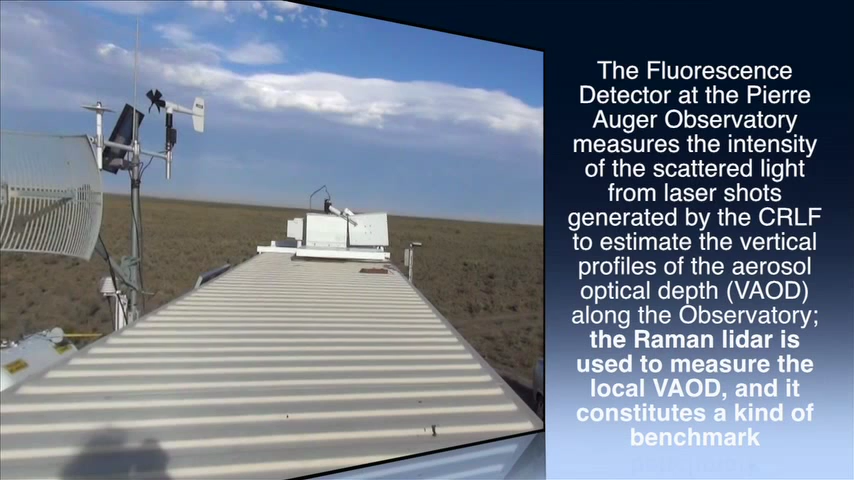 The Fluorescence
Detector at the Pierre
Auger Observatory
measures the intensity
of the scattered light
from laser shots
generated by the CRLF
to estimate the vertical
profiles of the aerosol
optical depth (VAOD)
along the Observatory;
the Raman lidar is
used to measure the
local VAOD, and it
constitutes a kind of
benchmark